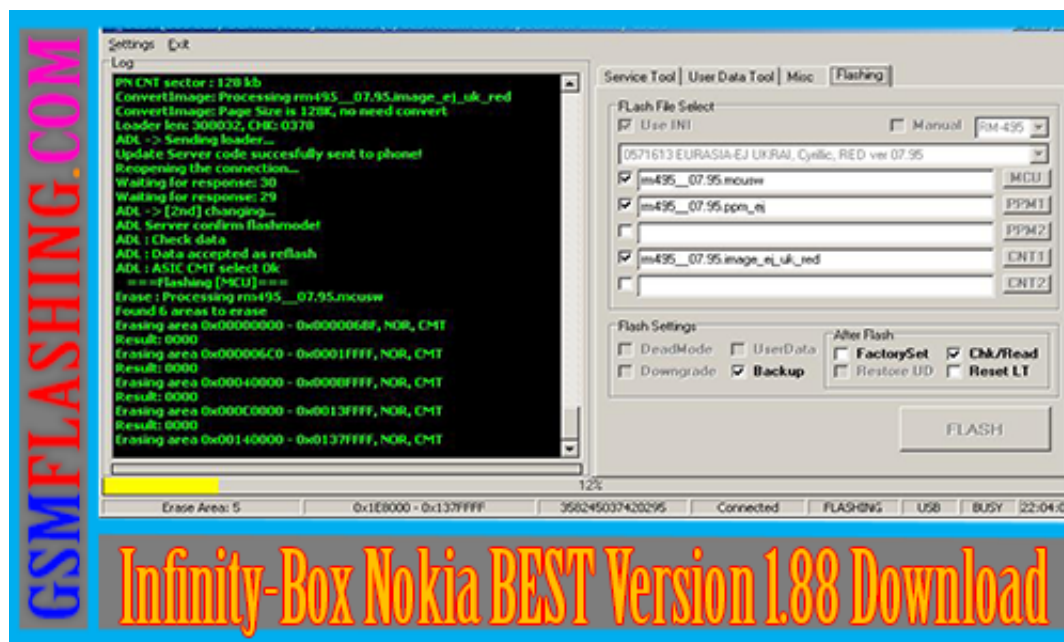 GSMFLASHING.COM
Settings Exit
Log
PN CNT sector : 128 kb
ConvertImage: Processing rm495__07.95.image_ej_uk_red
ConvertImage: Page Size is 128K, no need convert
Loader len: 300032, CHK: 0378
ADL -> Sending loader...
Update Server code succesfully sent to phone!
Reopening the connection...
Waiting for response: 30
Waiting for response: 29
ADL -> [2nd] changing...
ADL Server confirm flashmode!
ADL : Check data
ADL : Data accepted as reflash
ADL : ASIC CMT select Ok
===Flashing [MCU]===
Erase : Processing rm495__07.95.mcusw
Found 6 areas to erase
Erasing area 0x00000000 - 0x000006BF, NOR, CMT
Result: 0000
Erasing area 0x000006C0 - 0x0001FFFF, NOR, CMT
Result: 0000
Erasing area 0x00040000 - 0x000BFFFF, NOR, CMT
Result: 0000
Erasing area 0x000C0000 - 0x0013FFFF, NOR, CMT
Result: 0000
Erasing area 0x00140000 - 0x0137FFFF, NOR, CMT
Service Tool User Data Tool Misc Flashing
FLash File Select
Use INI Manual RM-495
0571613 EURASIA-EJ UKRAI, Cyrillic, RED ver 07.95
rm495__07.95.mcusw MCU
rm495__07.95.ppm_ej PPM1
PPM2
rm495__07.95.image_ej_uk_red CNT1
CNT2
Flash Settings
DeadMode UserData
Downgrade Backup
After Flash
FactorySet Chk/Read
Restore UD Reset LT
FLASH
12%
Erase Area: 5 0x1E8000 - 0x137FFFF 358245037420295 Connected FLASHING USB BUSY 22:04:0
Infinity-Box Nokia BEST Version 1.88 Download